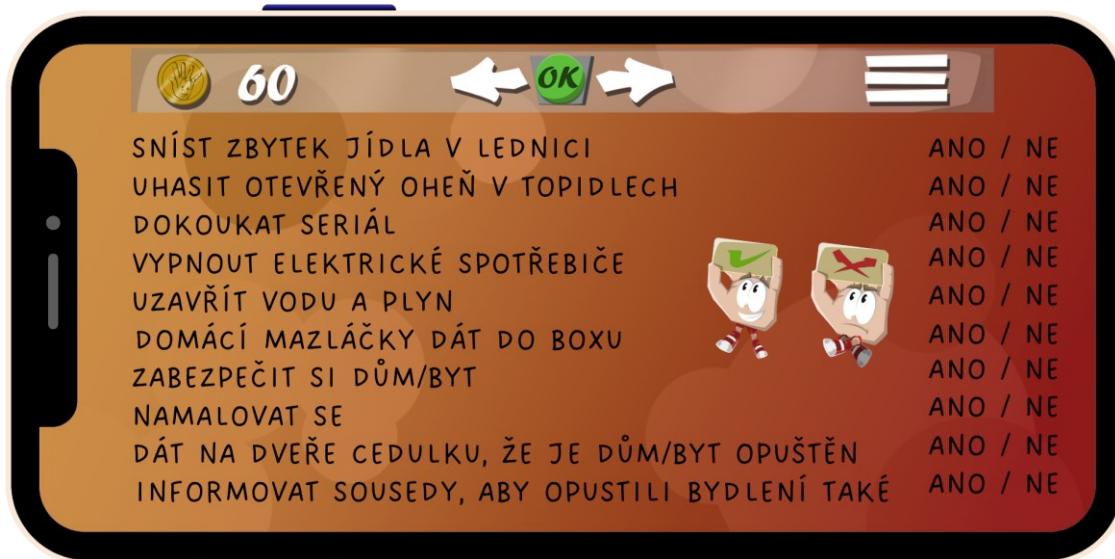 60 OK
SNÍST ZBYTEK JÍDLA V LEDNICI ANO / NE
UHASIT OTEVŘENÝ OHEŇ V TOPIDLECH ANO / NE
DOKOUKAT SERIÁL ANO / NE
VYPNOUT ELEKTRICKÉ SPOTŘEBIČE ANO / NE
UZAVŘÍT VODU A PLYN ANO / NE
DOMÁCÍ MAZLÁČKY DÁT DO BOXU ANO / NE
ZABEZPEČIT SI DŮM/BYT ANO / NE
NAMALOVAT SE ANO / NE
DÁT NA DVEŘE CEDULKU, ŽE JE DŮM/BYT OPUŠTĚN ANO / NE
INFORMOVAT SOUSEDY, ABY OPUSTILI BYDLENÍ TAKÉ ANO / NE